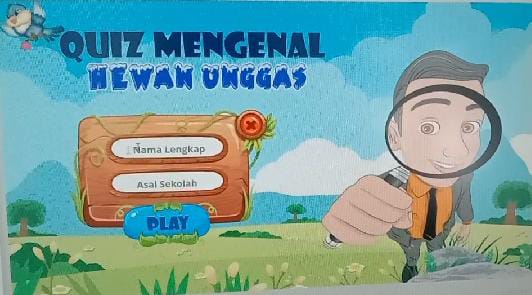 QUIZ MENGENAL
HEWAN UNGGAS
Nama Lengkap
Asal Sekolah
PLAY